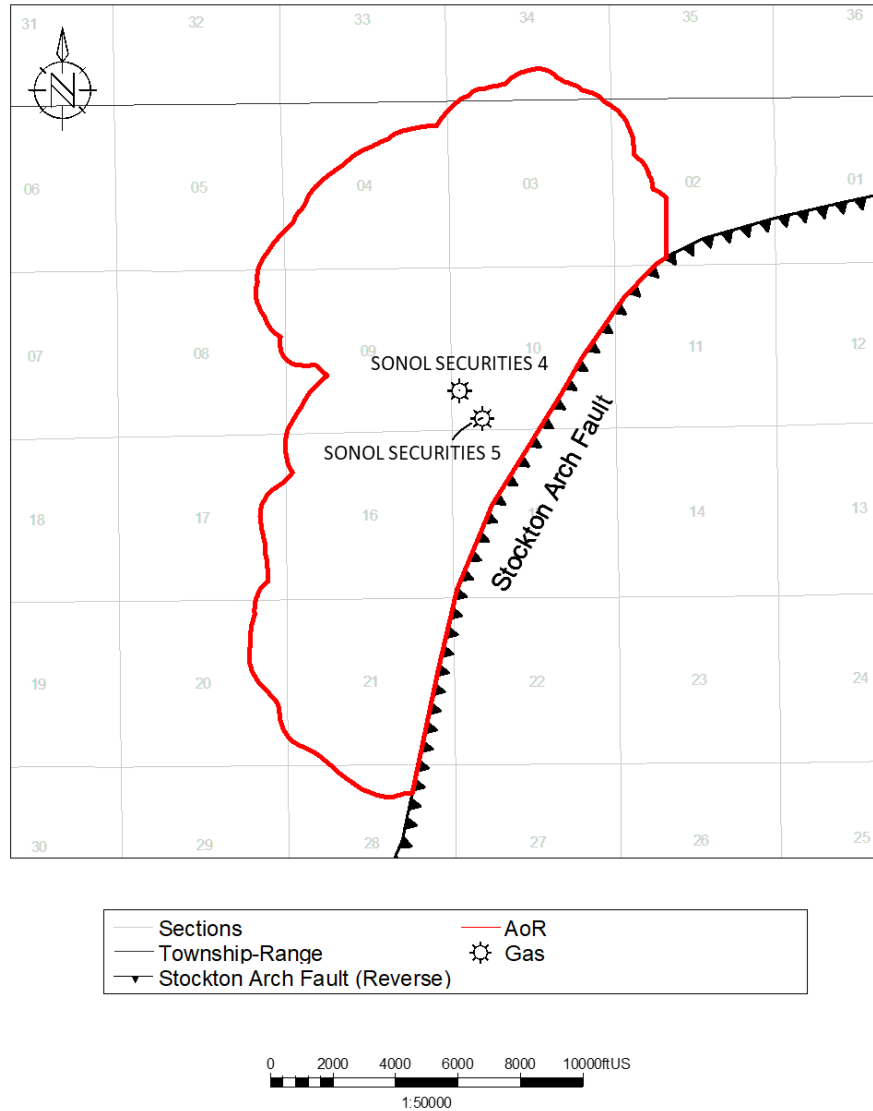 31 32 33 34 35 36
06 05 04 03 02 01
07 08 09 10 11 12
SONOL SECURITIES 4
SONOL SECURITIES 5
18 17 16 14 13
Stockton Arch Fault
19 20 21 22 23 24
30 29 28 27 26 25
Sections AoR
Township-Range Gas
Stockton Arch Fault (Reverse)
0 2000 4000 6000 8000 10000ftUS
1:50000